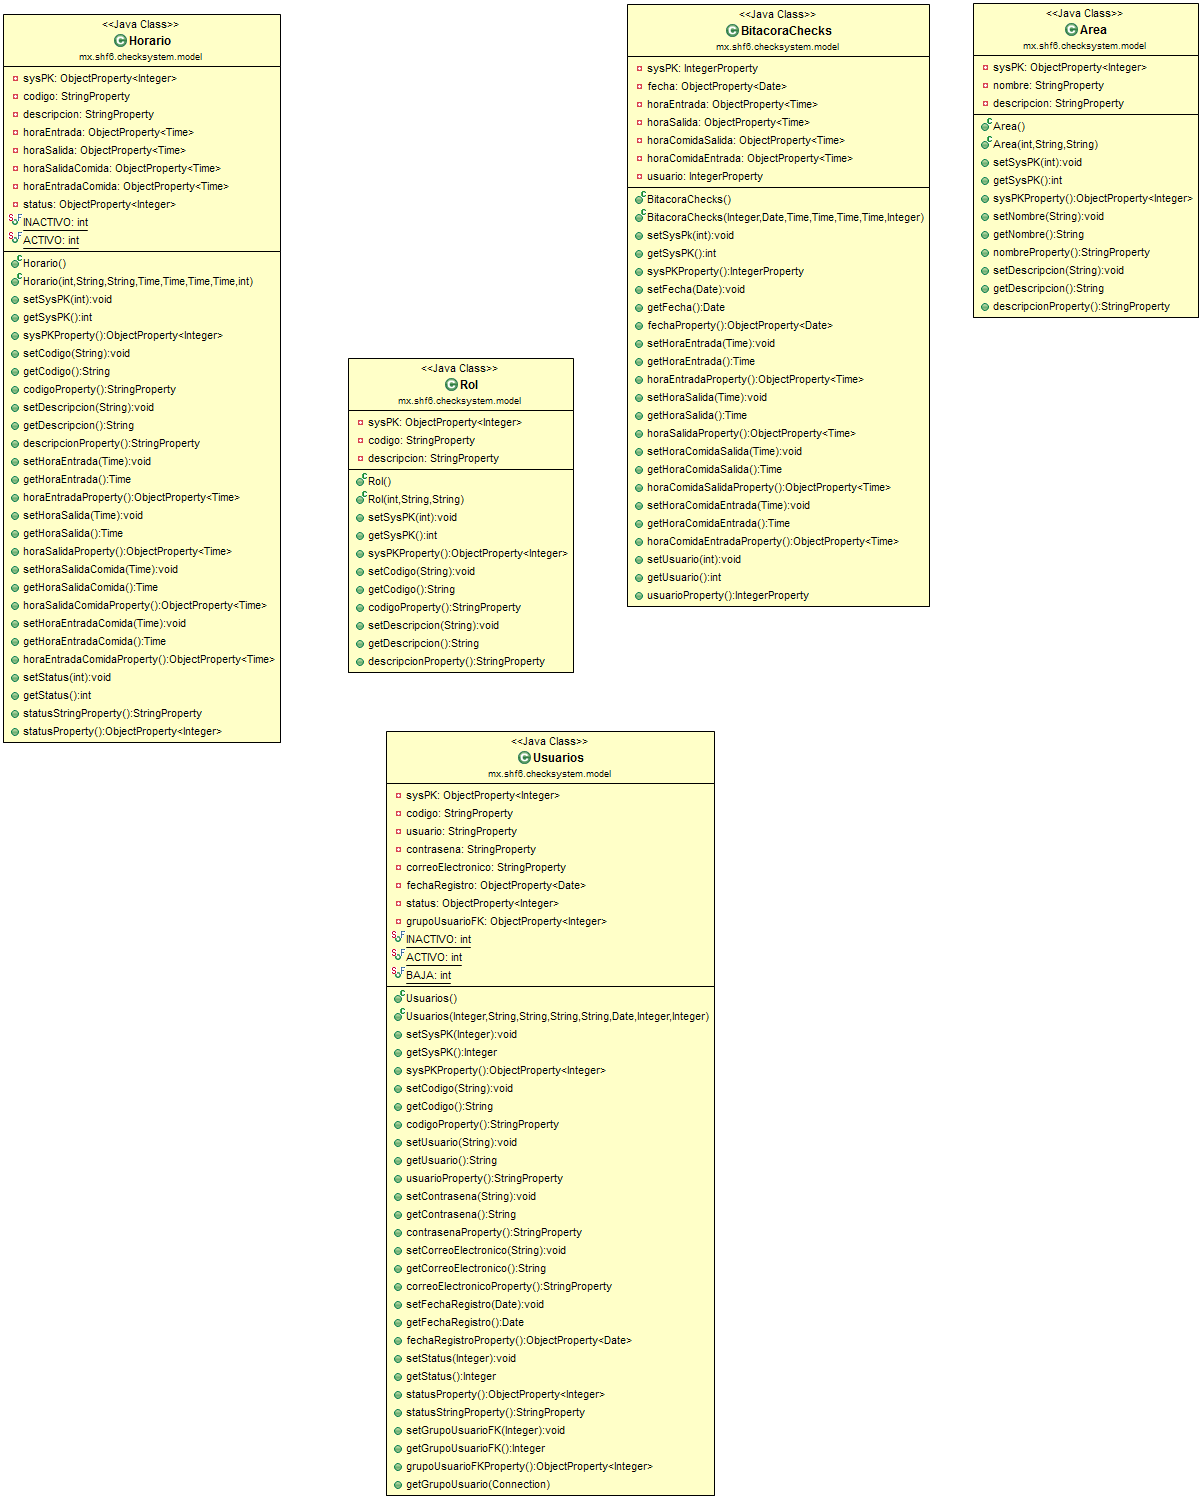 <<Java Class>>
Horario
mx.shf6.checksystem.model
sysPK: ObjectProperty<Integer>
codigo: StringProperty
descripcion: StringProperty
horaEntrada: ObjectProperty<Time>
horaSalida: ObjectProperty<Time>
horaSalidaComida: ObjectProperty<Time>
horaEntradaComida: ObjectProperty<Time>
status: ObjectProperty<Integer>
INACTIVO: int
ACTIVO: int
Horario()
Horario(int,String,String,Time,Time,Time,Time,int)
setSysPK(int):void
getSysPK():int
sysPKProperty():ObjectProperty<Integer>
setCodigo(String):void
getCodigo():String
codigoProperty():StringProperty
setDescripcion(String):void
getDescripcion():String
descripcionProperty():StringProperty
setHoraEntrada(Time):void
getHoraEntrada():Time
horaEntradaProperty():ObjectProperty<Time>
setHoraSalida(Time):void
getHoraSalida():Time
horaSalidaProperty():ObjectProperty<Time>
setHoraSalidaComida(Time):void
getHoraSalidaComida():Time
horaSalidaComidaProperty():ObjectProperty<Time>
setHoraEntradaComida(Time):void
getHoraEntradaComida():Time
horaEntradaComidaProperty():ObjectProperty<Time>
setStatus(int):void
getStatus():int
statusStringProperty():StringProperty
statusProperty():ObjectProperty<Integer>
<<Java Class>>
Rol
mx.shf6.checksystem.model
sysPK: ObjectProperty<Integer>
codigo: StringProperty
descripcion: StringProperty
Rol()
Rol(int,String,String)
setSysPK(int):void
getSysPK():int
sysPKProperty():ObjectProperty<Integer>
setCodigo(String):void
getCodigo():String
codigoProperty():StringProperty
setDescripcion(String):void
getDescripcion():String
descripcionProperty():StringProperty
<<Java Class>>
BitacoraChecks
mx.shf6.checksystem.model
sysPK: IntegerProperty
fecha: ObjectProperty<Date>
horaEntrada: ObjectProperty<Time>
horaSalida: ObjectProperty<Time>
horaComidaSalida: ObjectProperty<Time>
horaComidaEntrada: ObjectProperty<Time>
usuario: IntegerProperty
BitacoraChecks()
BitacoraChecks(Integer,Date,Time,Time,Time,Time,Integer)
setSysPk(int):void
getSysPK():int
sysPKProperty():IntegerProperty
setFecha(Date):void
getFecha():Date
fechaProperty():ObjectProperty<Date>
setHoraEntrada(Time):void
getHoraEntrada():Time
horaEntradaProperty():ObjectProperty<Time>
setHoraSalida(Time):void
getHoraSalida():Time
horaSalidaProperty():ObjectProperty<Time>
setHoraComidaSalida(Time):void
getHoraComidaSalida():Time
horaComidaSalidaProperty():ObjectProperty<Time>
setHoraComidaEntrada(Time):void
getHoraComidaEntrada():Time
horaComidaEntradaProperty():ObjectProperty<Time>
setUsuario(int):void
getUsuario():int
usuarioProperty():IntegerProperty
<<Java Class>>
Area
mx.shf6.checksystem.model
sysPK: ObjectProperty<Integer>
nombre: StringProperty
descripcion: StringProperty
Area()
Area(int,String,String)
setSysPK(int):void
getSysPK():int
sysPKProperty():ObjectProperty<Integer>
setNombre(String):void
getNombre():String
nombreProperty():StringProperty
setDescripcion(String):void
getDescripcion():String
descripcionProperty():StringProperty
<<Java Class>>
Usuarios
mx.shf6.checksystem.model
sysPK: ObjectProperty<Integer>
codigo: StringProperty
usuario: StringProperty
contrasena: StringProperty
correoElectronico: StringProperty
fechaRegistro: ObjectProperty<Date>
status: ObjectProperty<Integer>
grupoUsuarioFK: ObjectProperty<Integer>
INACTIVO: int
ACTIVO: int
BAJA: int
Usuarios()
Usuarios(Integer,String,String,String,String,Date,Integer,Integer)
setSysPK(Integer):void
getSysPK():Integer
sysPKProperty():ObjectProperty<Integer>
setCodigo(String):void
getCodigo():String
codigoProperty():StringProperty
setUsuario(String):void
getUsuario():String
usuarioProperty():StringProperty
setContrasena(String):void
getContrasena():String
contrasenaProperty():StringProperty
setCorreoElectronico(String):void
getCorreoElectronico():String
correoElectronicoProperty():StringProperty
setFechaRegistro(Date):void
getFechaRegistro():Date
fechaRegistroProperty():ObjectProperty<Date>
setStatus(Integer):void
getStatus():Integer
statusProperty():ObjectProperty<Integer>
statusStringProperty():StringProperty
setGrupoUsuarioFK(Integer):void
getGrupoUsuarioFK():Integer
grupoUsuarioFKProperty():ObjectProperty<Integer>
getGrupoUsuario(Connection)